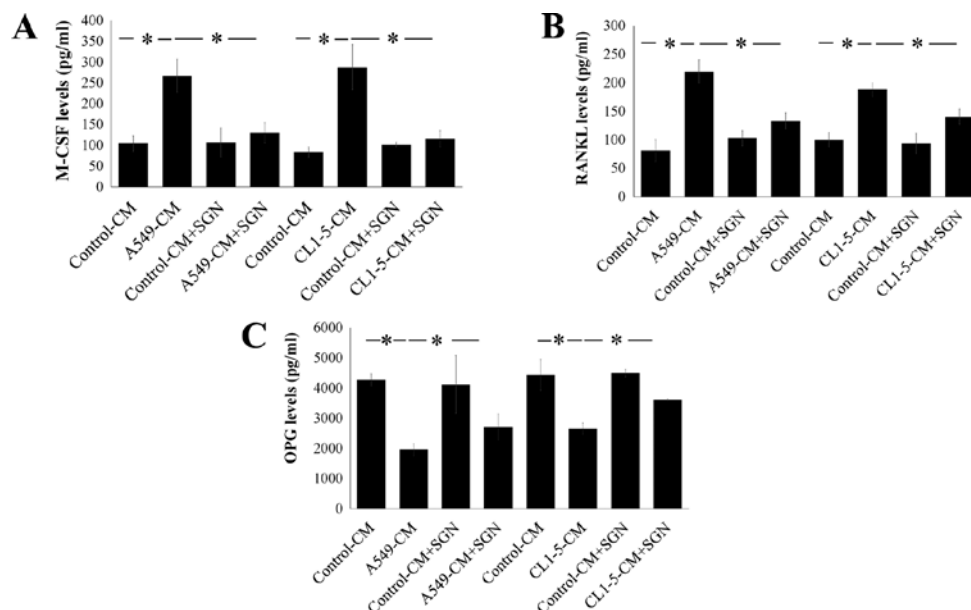 A
M-CSF levels (pg/ml)
400
350
300
250
200
150
100
50
0
* * * *
Control-CM
A549-CM
Control-CM+SGN
A549-CM+SGN
Control-CM
CL1-5-CM
Control-CM+SGN
CL1-5-CM+SGN
B
RANKL levels (pg/ml)
250
200
150
100
50
0
* * * *
Control-CM
A549-CM
Control-CM+SGN
A549-CM+SGN
Control-CM
CL1-5-CM
Control-CM+SGN
CL1-5-CM+SGN
C
OPG levels (pg/ml)
6000
5000
4000
3000
2000
1000
0
* * * *
Control-CM
A549-CM
Control-CM+SGN
A549-CM+SGN
Control-CM
CL1-5-CM
Control-CM+SGN
CL1-5-CM+SGN